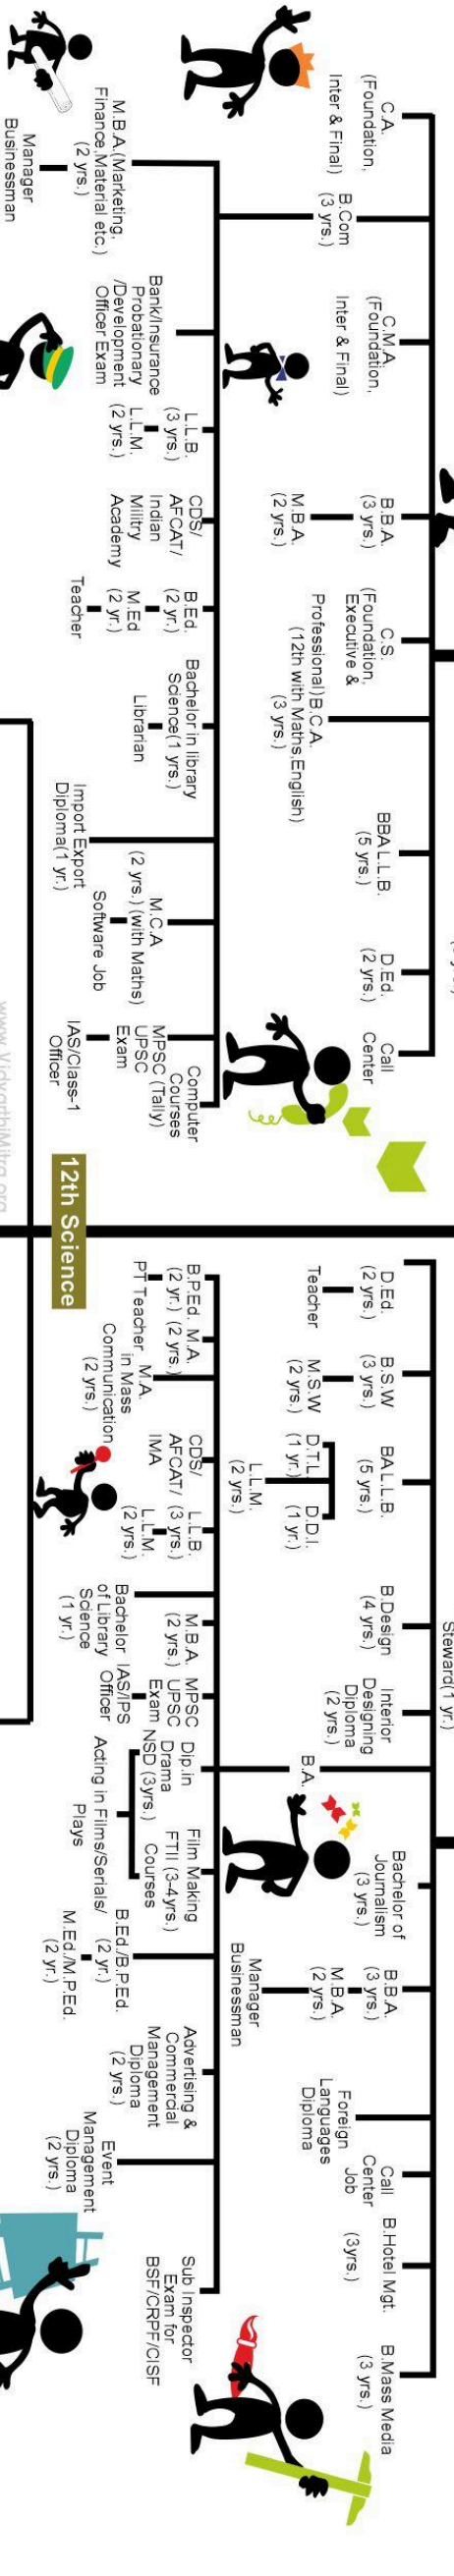 C.A.
(Foundation,
Inter & Final)
B.Com
(3 yrs.)
C.M.A.
(Foundation,
Inter & Final)
B.B.A.
(3 yrs.)
M.B.A.
(2 yrs.)
C.S.
(Foundation,
Executive &
Professional)
B.C.A.
(12th with Maths,English)
(3 yrs.)
BBA L.L.B.
(5 yrs.)
D.Ed.
(2 yrs.)
Call
Center
M.B.A.(Marketing,
Finance,Material etc.)
(2 yrs.)
Manager
Businessman
Bank/Insurance
Probationary
/Development
Officer Exam
L.L.B.
(3 yrs.)
L.L.M.
(2 yrs.)
CDS/
AFCAT/
Indian
Militry
Academy
B.Ed.
(2 yr.)
M.Ed
(2 yr.)
Teacher
Bachelor in library
Science(1 yrs.)
Librarian
Import Export
Diploma(1 yr.)
M.C.A
(2 yrs.) (with Maths)
Software Job
MPSC
UPSC
Exam
IAS/Class-1
Officer
Computer
Courses
(Tally)
www.VidyarthiMitra.org
12th Science
Steward(1 yr.)
D.Ed.
(2 yrs.)
Teacher
B.S.W
(3 yrs.)
M.S.W
(2 yrs.)
BA L.L.B.
(5 yrs.)
D.T.L.
(1 yr.)
D.D.I.
(1 yr.)
L.L.M.
(2 yrs.)
B.Design
(4 yrs.)
Interior
Designing
Diploma
(2 yrs.)
B.A.
Bachelor of
Journalism
(3 yrs.)
B.B.A.
(3 yrs.)
M.B.A.
(2 yrs.)
Manager
Businessman
Foreign
Languages
Diploma
Call
Center
Job
B.Hotel Mgt.
(3yrs.)
B.Mass Media
(3 yrs.)
B.P.Ed.
(2 yr.)
PT Teacher
M.A.
(2 yrs.)
M.A.
in Mass
Communication
(2 yrs.)
CDS/
AFCAT/
IMA
L.L.B.
(3 yrs.)
L.L.M.
(2 yrs.)
Bachelor
of Library
Science
(1 yr.)
M.B.A.
(2 yrs.)
MPSC
UPSC
Exam
IAS/IPS
Officer
Dip.in
Drama
NSD (3yrs.)
Film Making
FTII (3-4yrs.)
Courses
Acting in Films/Serials/
Plays
B.Ed./B.P.Ed.
(2 yr.)
M.Ed./M.P.Ed.
(2 yr.)
Advertising &
Commercial
Management
Diploma
(2 yrs.)
Event
Management
Diploma
(2 yrs.)
Sub Inspector
Exam for
BSF/CRPF/CISF